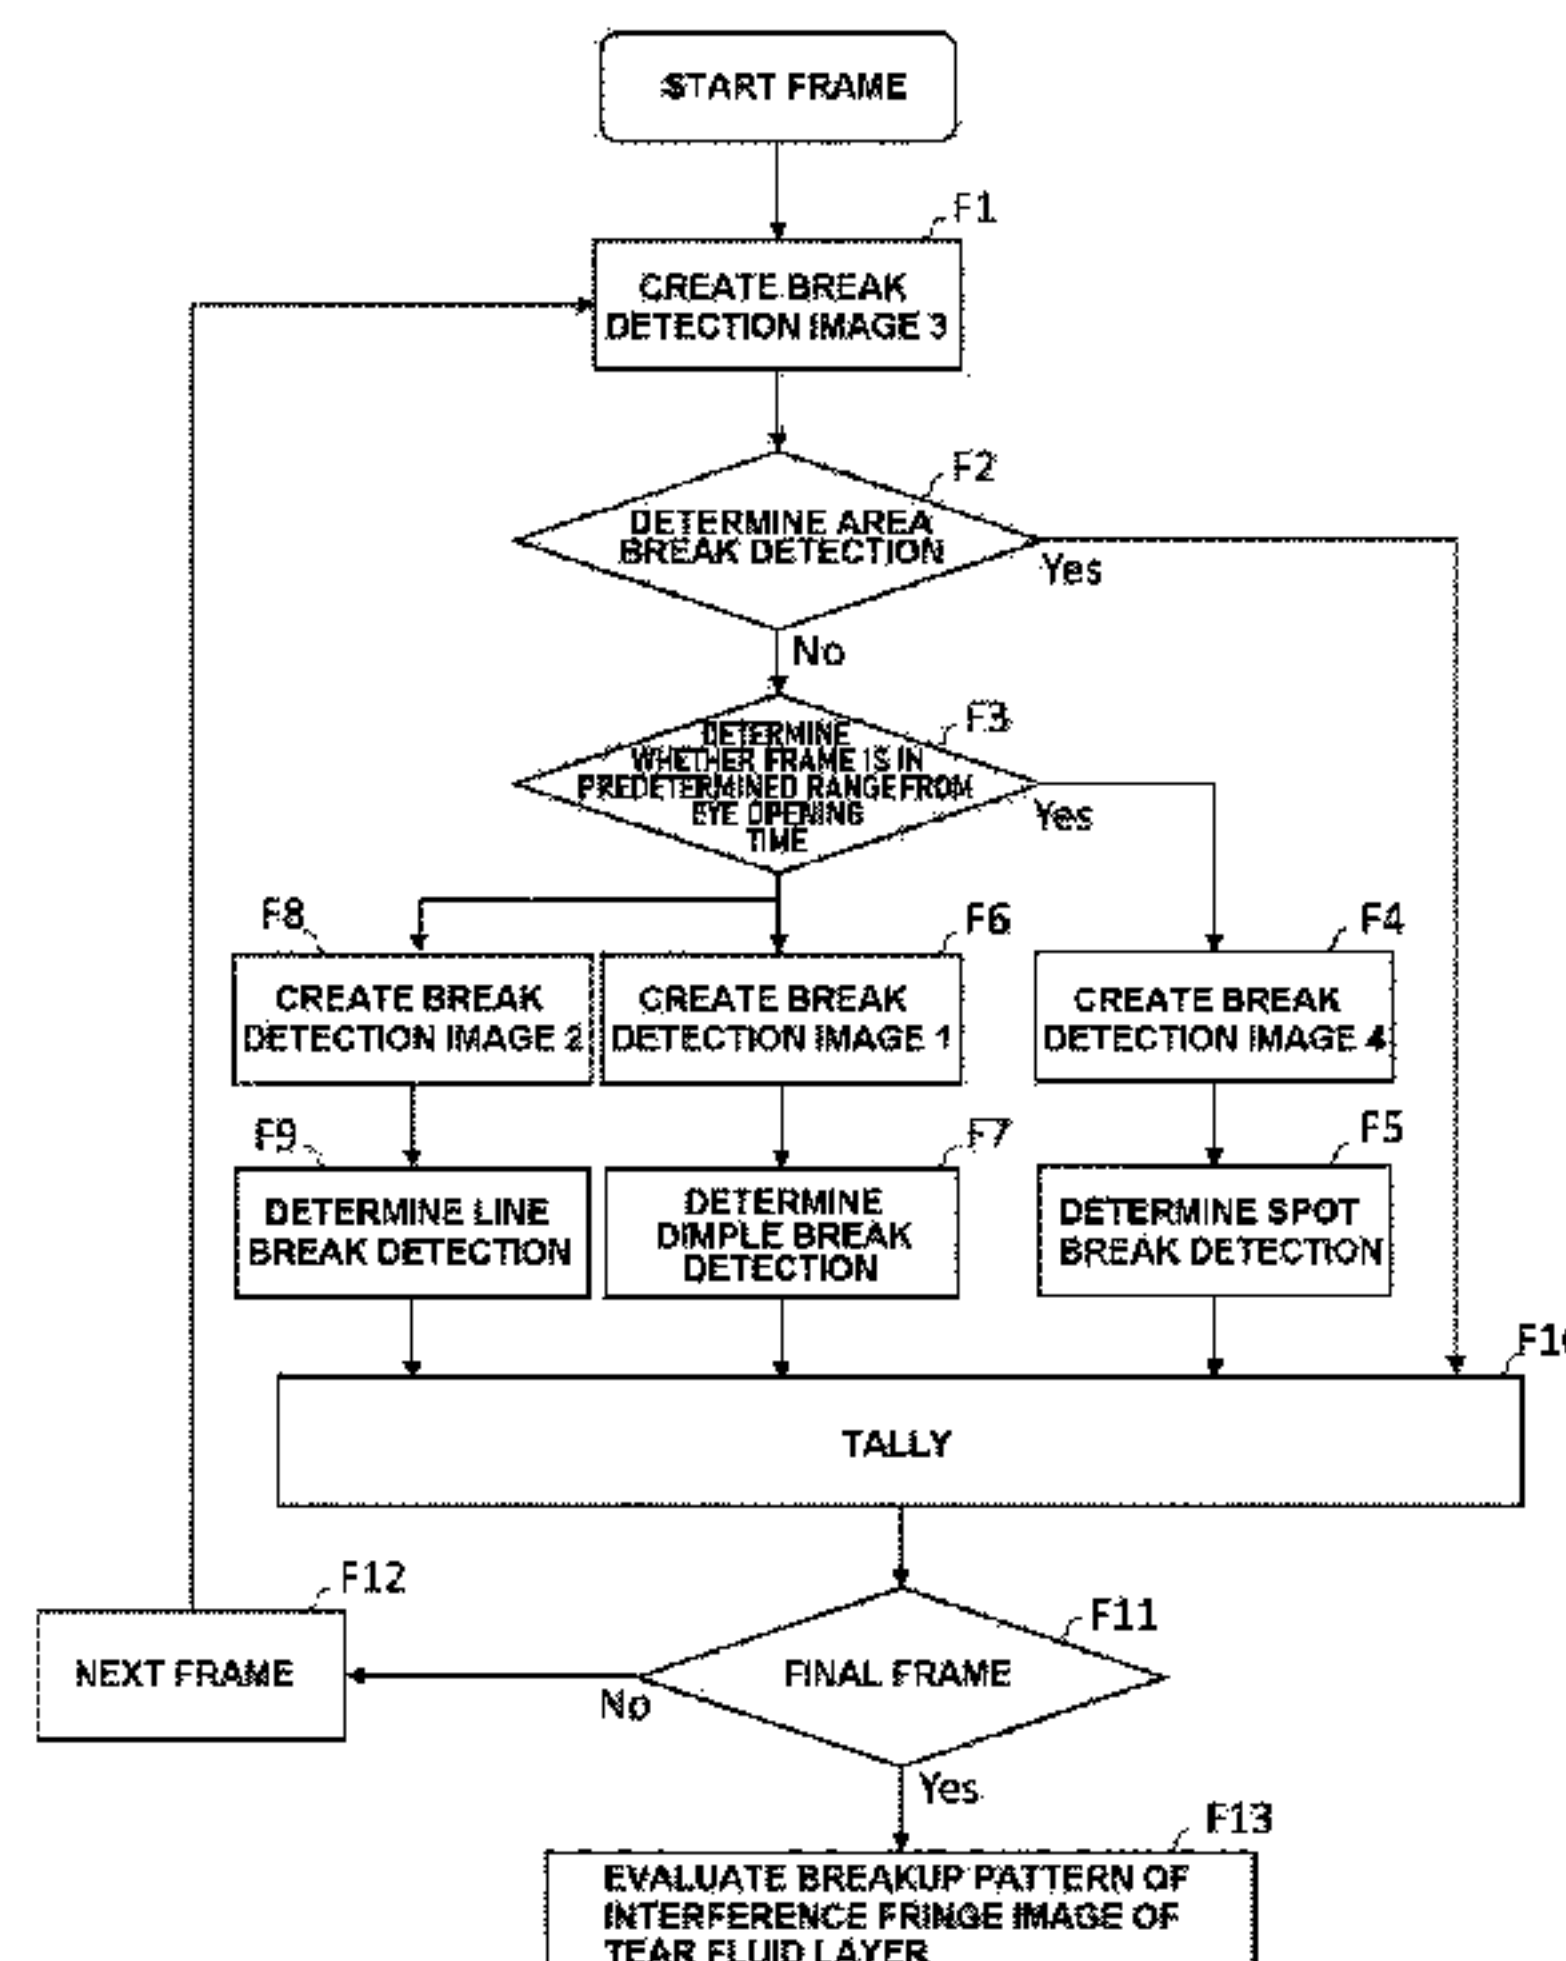 START FRAME
F1
CREATE BREAK
DETECTION IMAGE 3
F2
DETERMINE AREA
BREAK DETECTION
Yes
No
F3
DETERMINE
WHETHER FRAME IS IN
PREDETERMINED RANGE FROM
EYE OPENING
TIME
Yes
F8
CREATE BREAK
DETECTION IMAGE 2
F6
CREATE BREAK
DETECTION IMAGE 1
F4
CREATE BREAK
DETECTION IMAGE 4
F9
DETERMINE LINE
BREAK DETECTION
F7
DETERMINE
DIMPLE BREAK
DETECTION
F5
DETERMINE SPOT
BREAK DETECTION
TALLY
F12
NEXT FRAME
F11
FINAL FRAME
No
Yes
F13
EVALUATE BREAKUP PATTERN OF
INTERFERENCE FRINGE IMAGE OF
TEAR FLUID LAYER